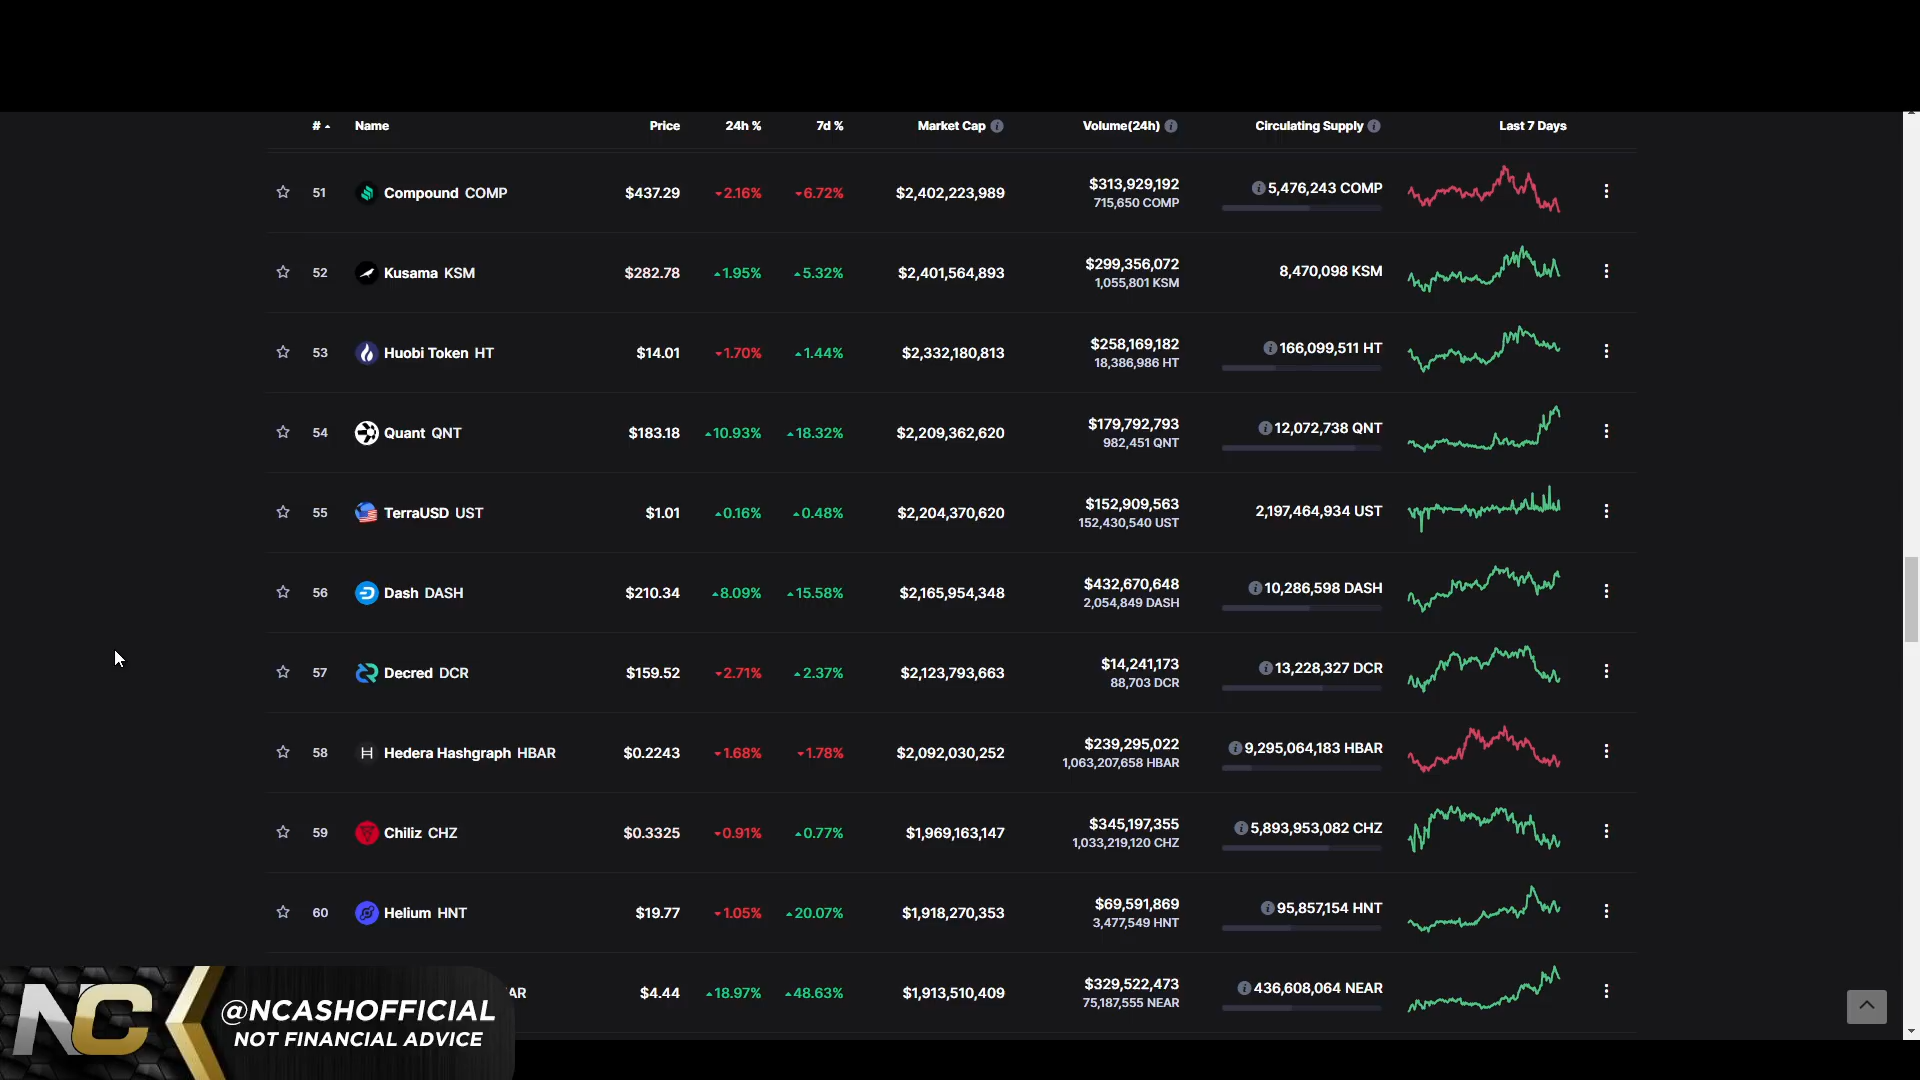 # Name Price 24h % 7d % Market Cap Volume(24h) Circulating Supply Last 7 Days
51 Compound COMP $437.29 2.16% 6.72% $2,402,223,989 $313,929,192 5,476,243 COMP
715,650 COMP
52 Kusama KSM $282.78 1.95% 5.32% $2,401,564,893 $299,356,072 8,470,098 KSM
1,055,801 KSM
53 Huobi Token HT $14.01 1.70% 1.44% $2,332,180,813 $258,169,182 166,099,511 HT
18,386,986 HT
54 Quant QNT $183.18 10.93% 18.32% $2,209,362,620 $179,792,793 12,072,738 QNT
982,451 QNT
55 TerraUSD UST $1.01 0.16% 0.48% $2,204,370,620 $152,909,563 2,197,464,934 UST
152,430,540 UST
56 Dash DASH $210.34 8.09% 15.58% $2,165,954,348 $432,670,648 10,286,598 DASH
2,054,849 DASH
57 Decred DCR $159.52 2.71% 2.37% $2,123,793,663 $14,241,173 13,228,327 DCR
88,703 DCR
58 Hedera Hashgraph HBAR $0.2243 1.68% 1.78% $2,092,030,252 $239,295,022 9,295,064,183 HBAR
1,063,207,658 HBAR
59 Chiliz CHZ $0.3325 0.91% 0.77% $1,969,163,147 $345,197,355 5,893,953,082 CHZ
1,033,219,120 CHZ
60 Helium HNT $19.77 1.05% 20.07% $1,918,270,353 $69,591,869 95,857,154 HNT
3,477,549 HNT
AR $4.44 18.97% 48.63% $1,913,510,409 $329,522,473 436,608,064 NEAR
75,187,555 NEAR
NC @NCASHOFFICIAL
NOT FINANCIAL ADVICE